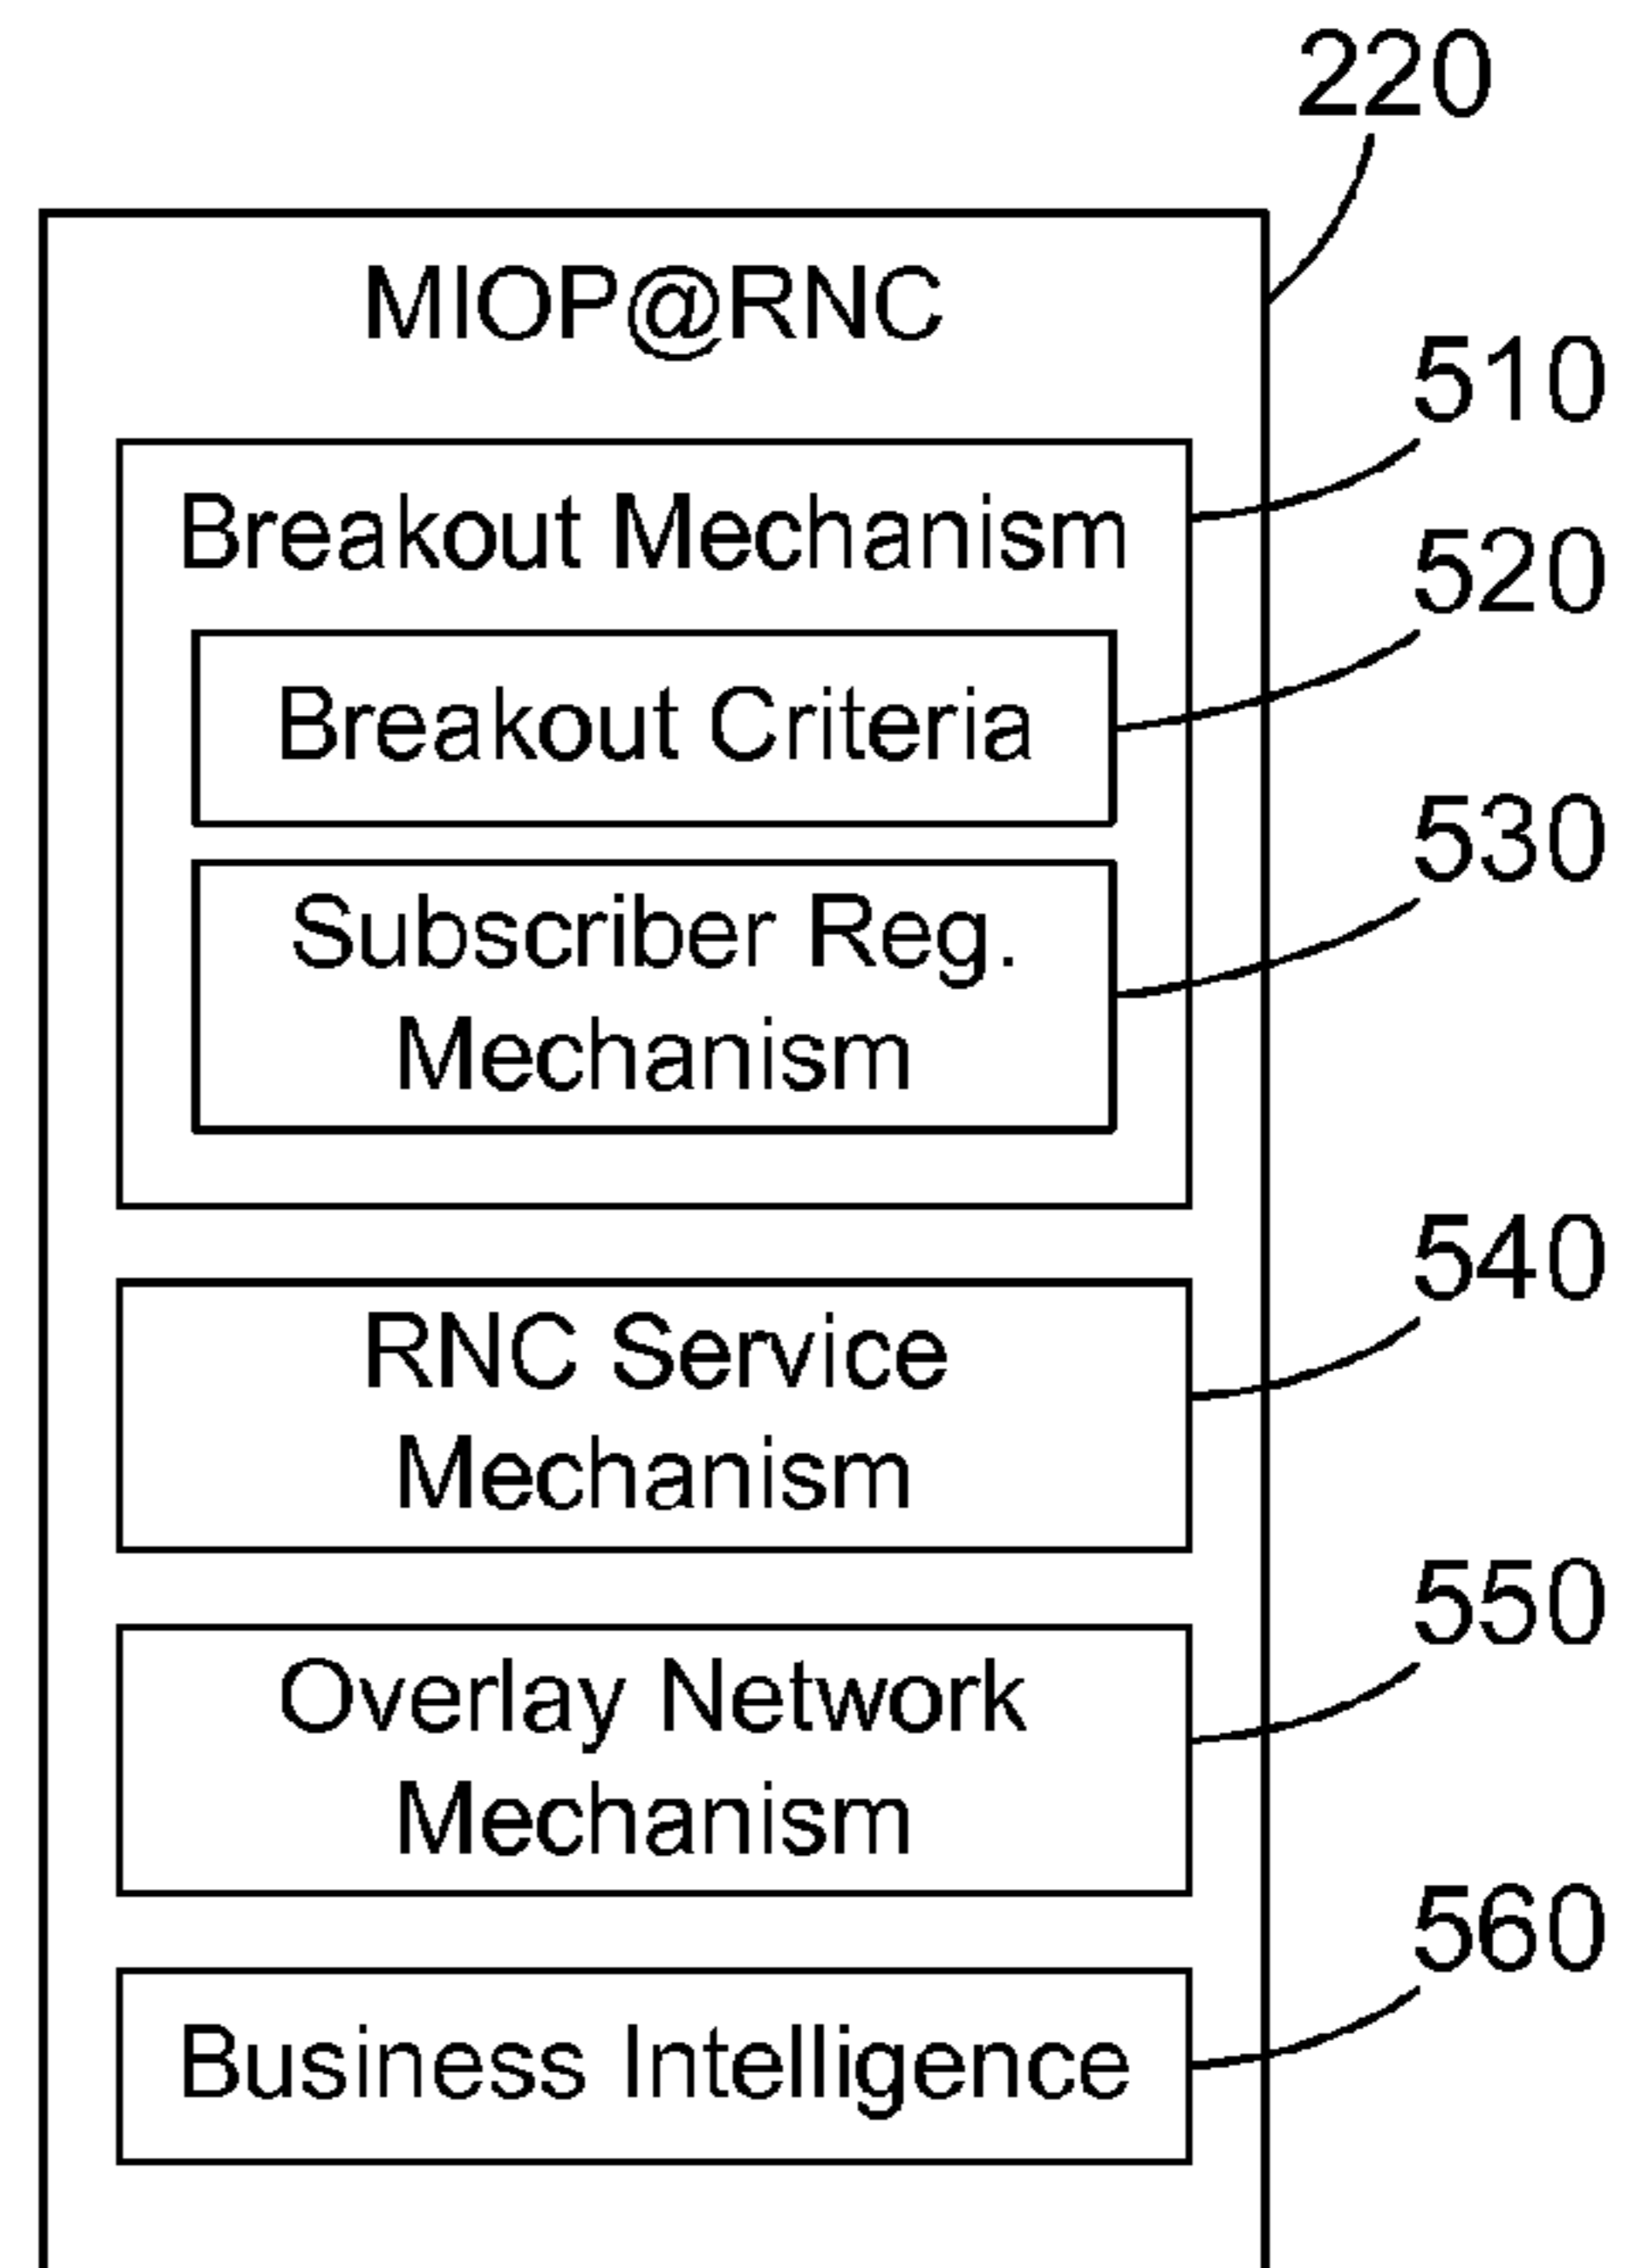 220
MIOP@RNC
510
Breakout Mechanism
520
Breakout Criteria
530
Subscriber Reg.
Mechanism
540
RNC Service
Mechanism
550
Overlay Network
Mechanism
560
Business Intelligence